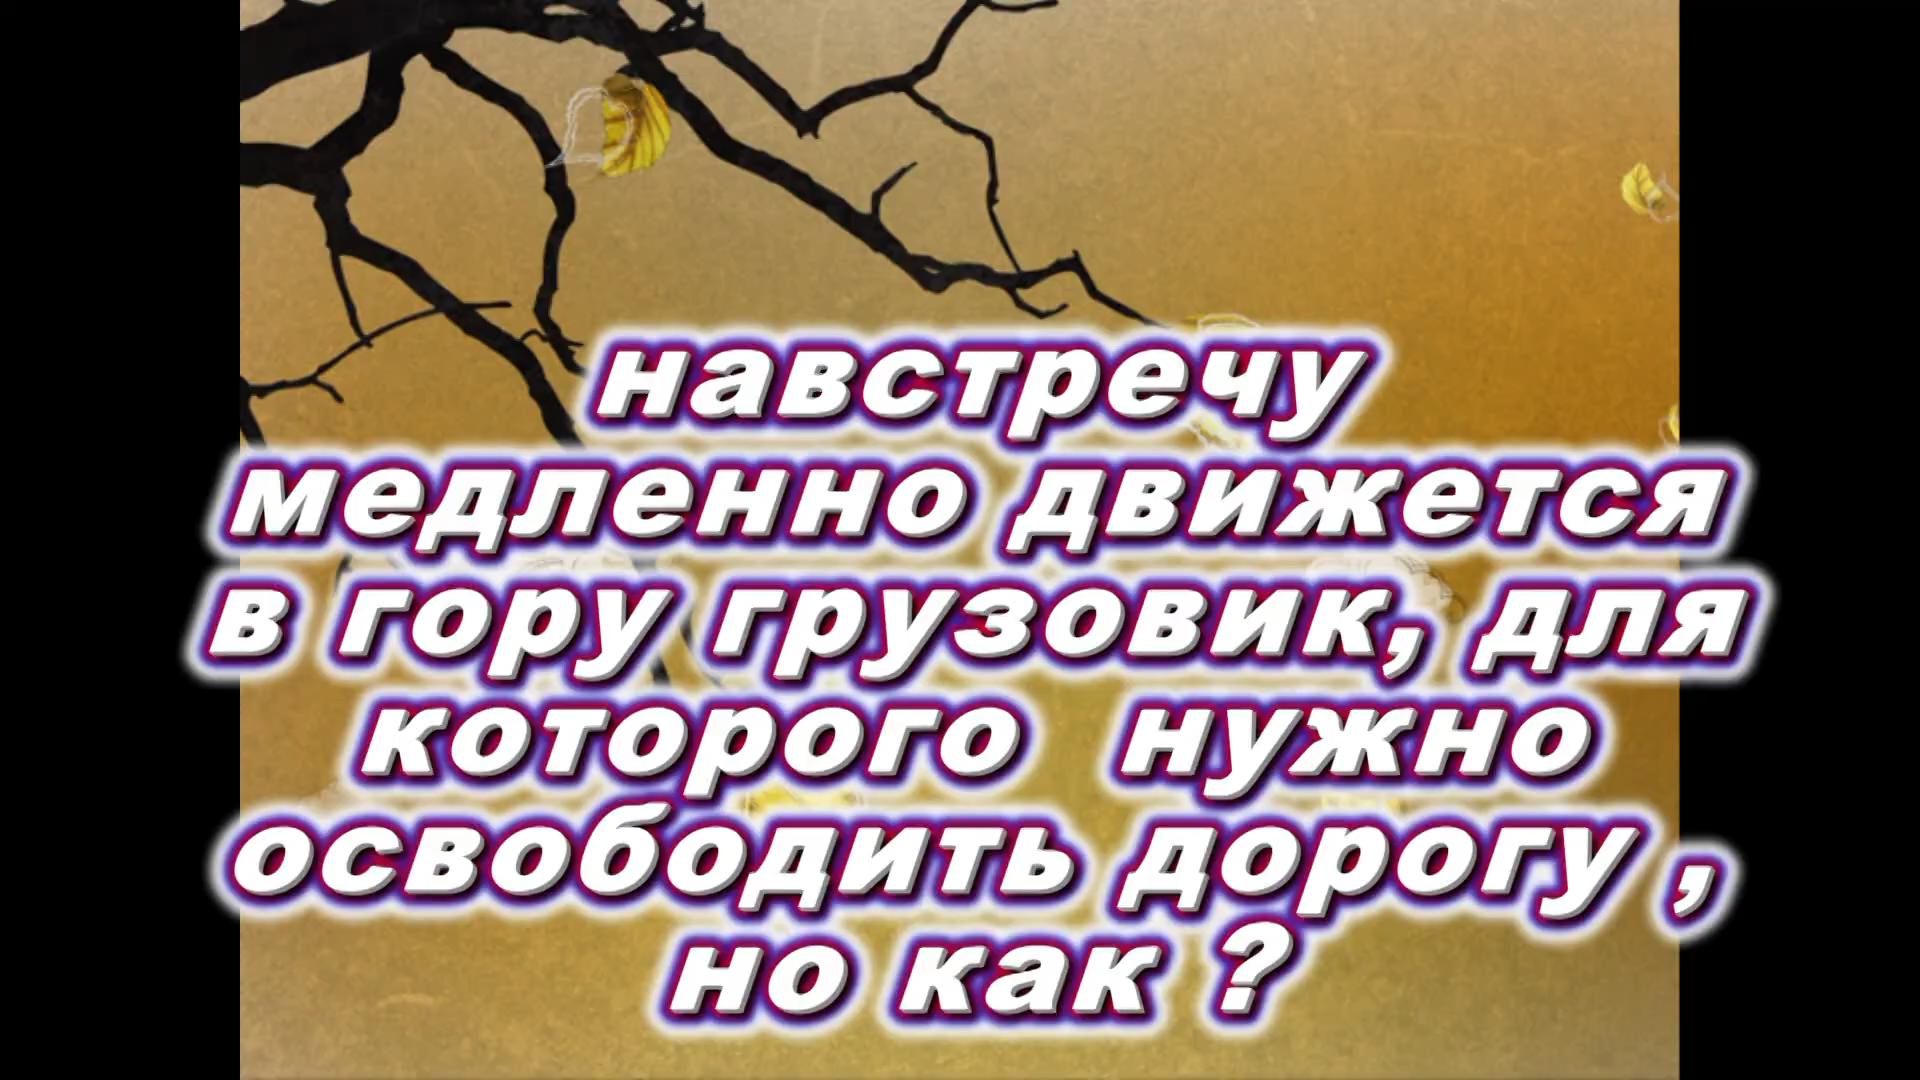 навстречу
медленно движется
в гору грузовик, для
которого нужно
освободить дорогу ,
но как ?